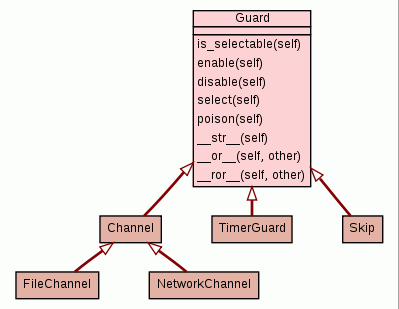 Guard
is_selectable(self)
enable(self)
disable(self)
select(self)
poison(self)
__str__(self)
__or__(self, other)
__ror__(self, other)
Channel
TimerGuard
Skip
FileChannel
NetworkChannel